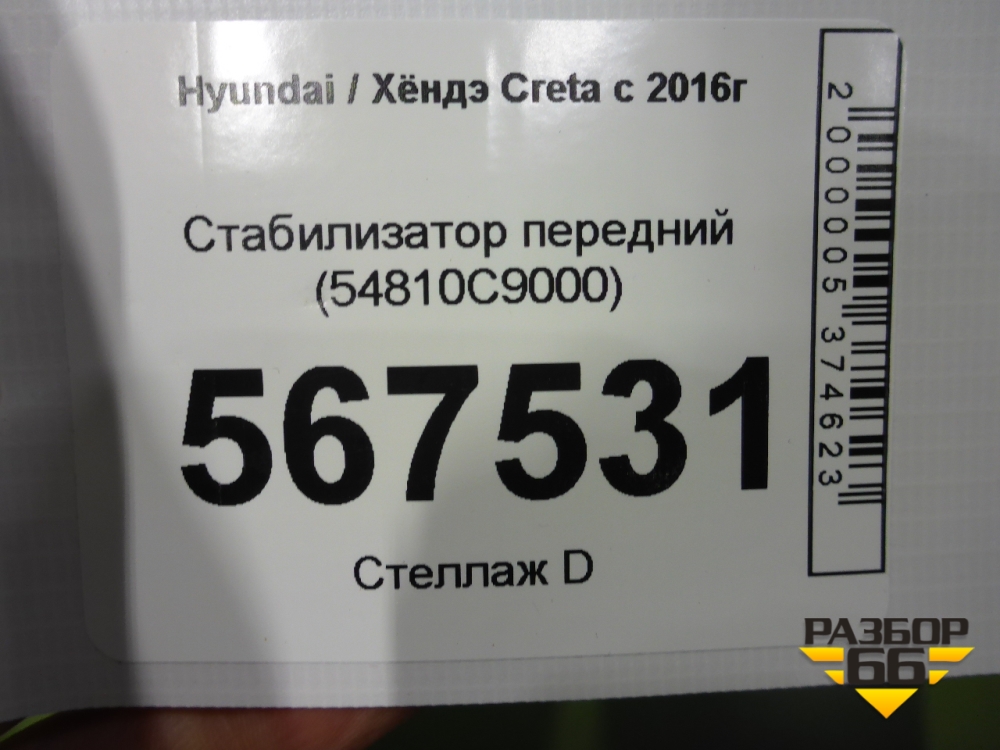 Hyundai / Хёндэ Creta с 2016г
Стабилизатор передний
(54810C9000)
567531
Стеллаж D
2000005374623
РАЗБОР
66